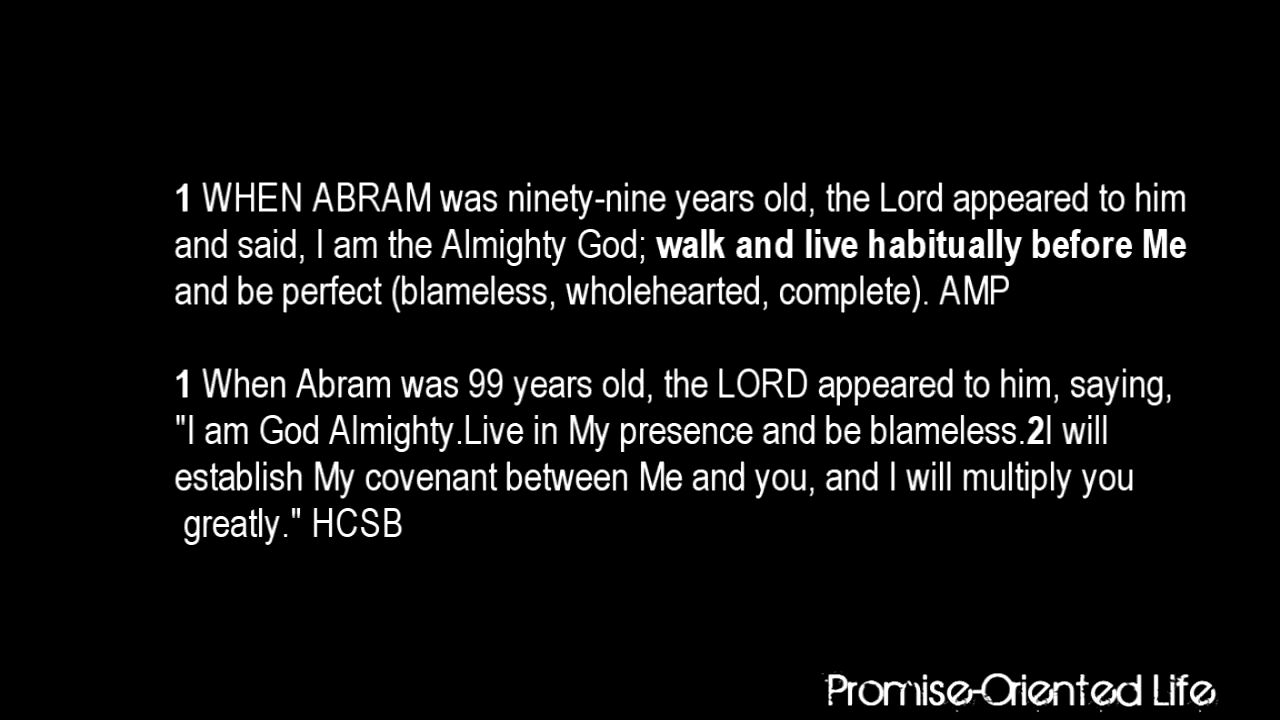 1 WHEN ABRAM was ninety-nine years old, the Lord appeared to him
and said, I am the Almighty God; walk and live habitually before Me
and be perfect (blameless, wholehearted, complete). AMP
1 When Abram was 99 years old, the LORD appeared to him, saying,
"I am God Almighty.Live in My presence and be blameless.2I will
establish My covenant between Me and you, and I will multiply you
greatly." HCSB
Promise-Oriented Life